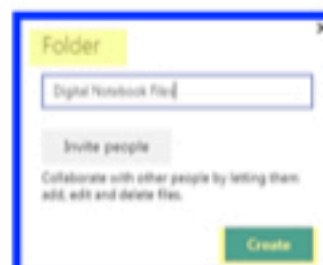 Folder
Digital Notebook Files
Invite people
Collaborate with other people by letting them
add, edit and delete files.
Create